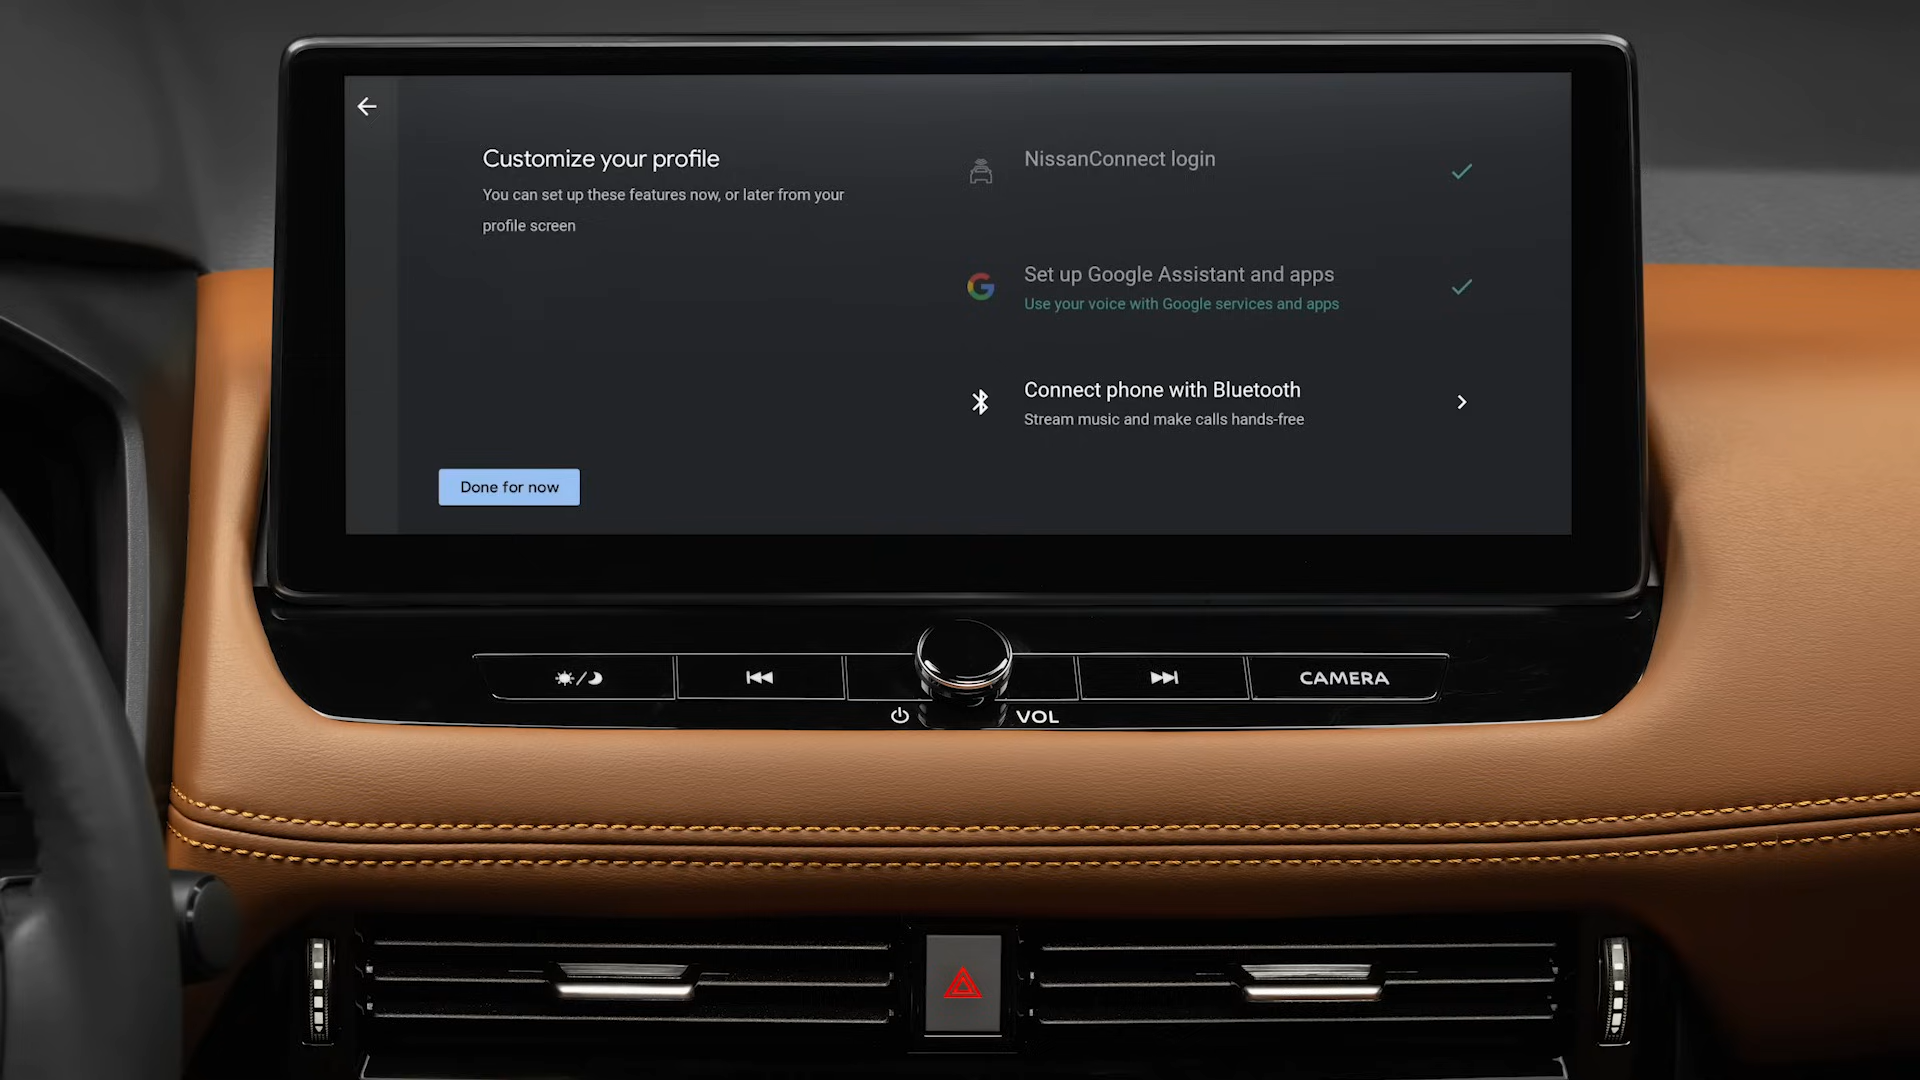 Customize your profile
You can set up these features now, or later from your
profile screen
NissanConnect login
Set up Google Assistant and apps
Use your voice with Google services and apps
Connect phone with Bluetooth
Stream music and make calls hands-free
Done for now
CAMERA
VOL